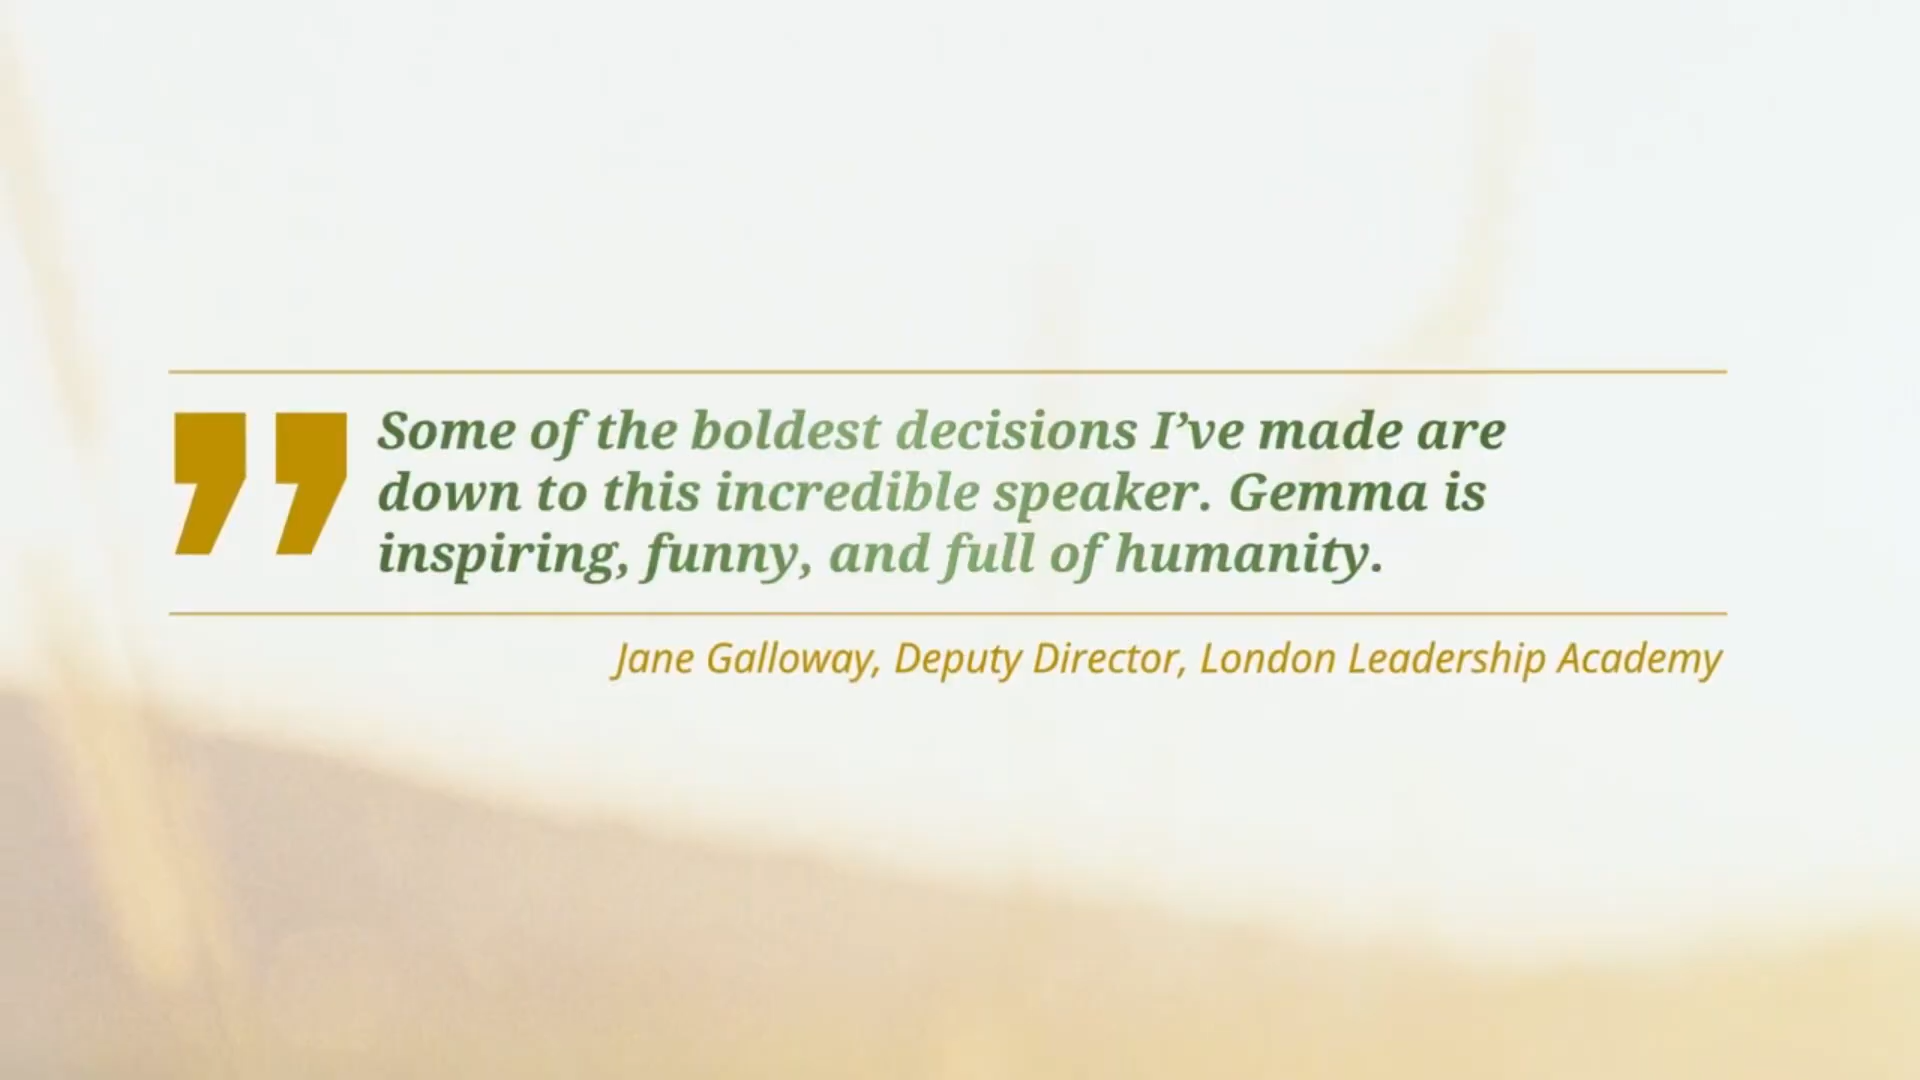 ” Some of the boldest decisions I’ve made are
down to this incredible speaker. Gemma is
inspiring, funny, and full of humanity.
Jane Galloway, Deputy Director, London Leadership Academy